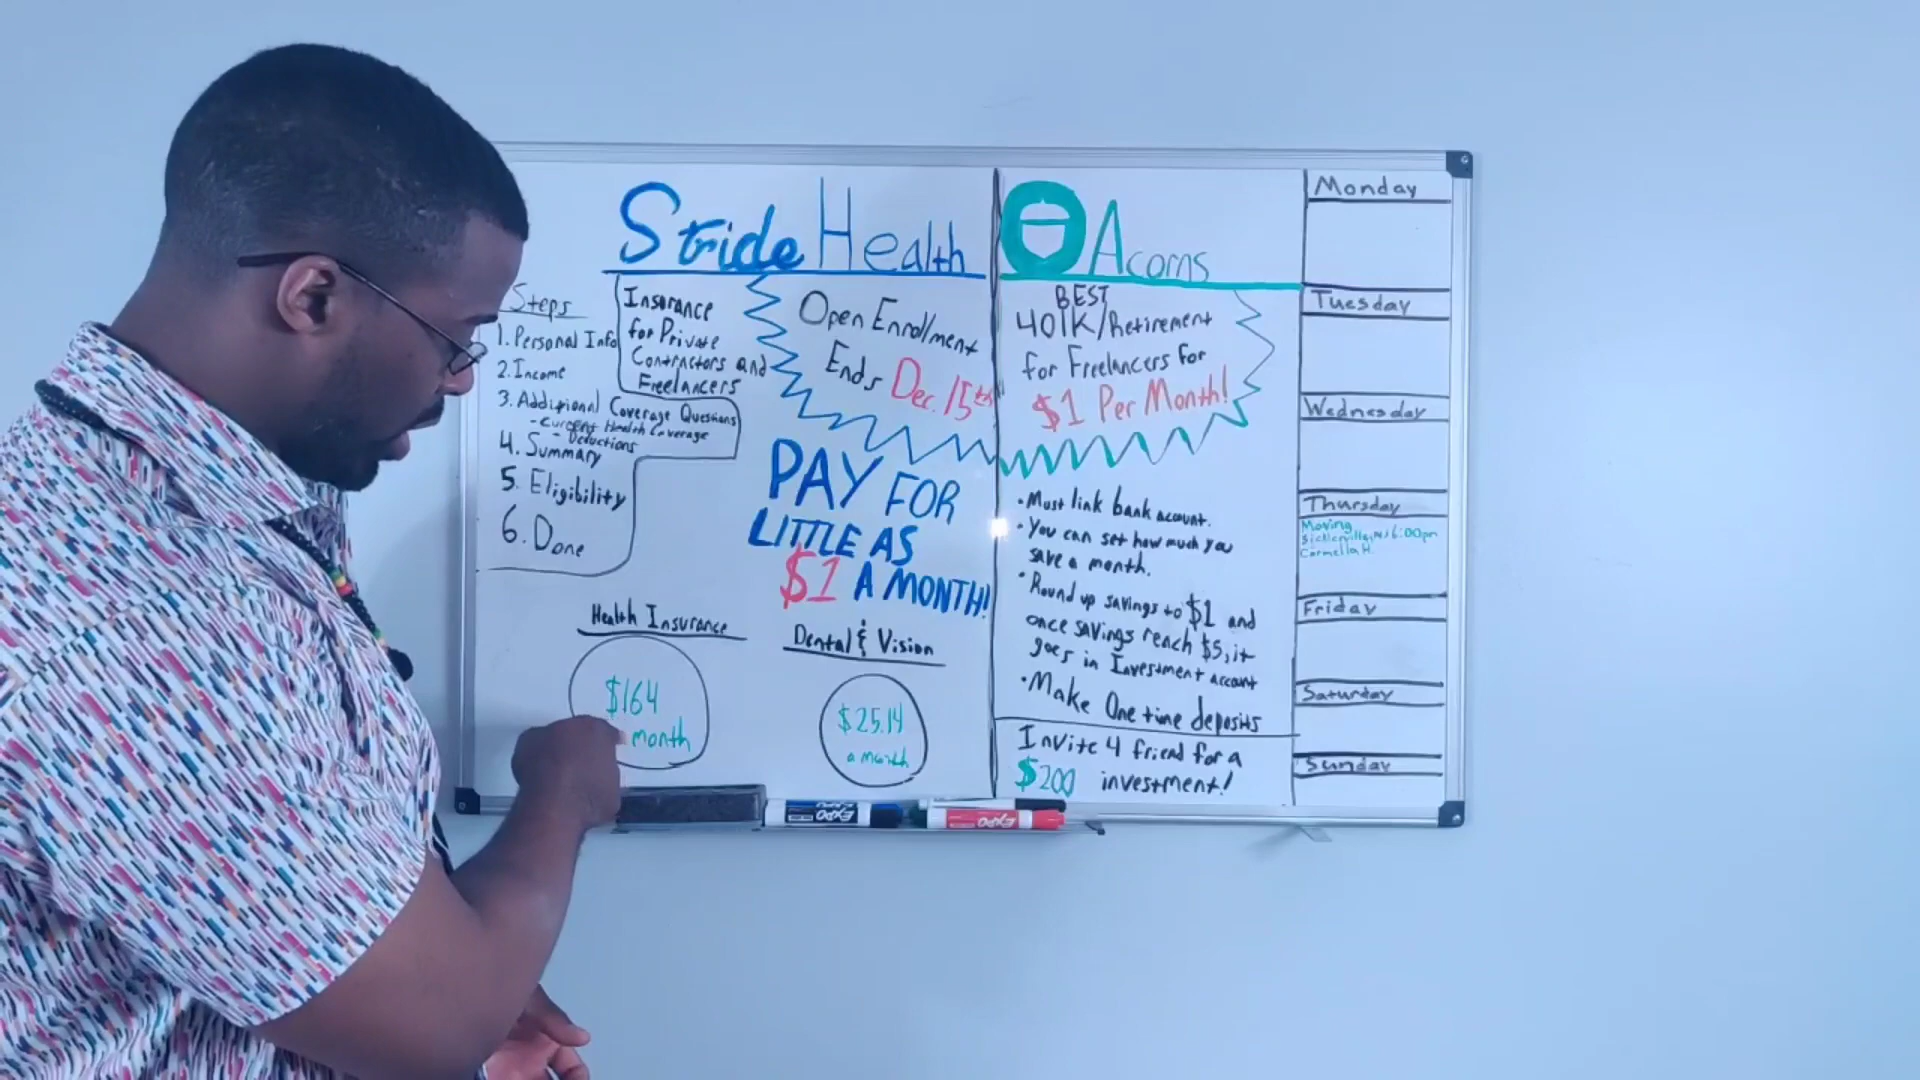 Stride Health
Steps
1. Personal Info
2. Income
3. Additional Coverage Questions
- Current Health Coverage
- Deductions
4. Summary
5. Eligibility
6. Done
Insurance
for Private
Contractors and
Freelancers
Open Enrollment
Ends Dec. 15th
PAY FOR
LITTLE AS
$1 A MONTH!
Health Insurance
$164
month
Dental & Vision
$25.14
a month
Acorns
BEST
401K/Retirement
for Freelancers for
$1 Per Month!
• Must link bank account.
• You can set how much you
save a month.
• Round up savings to $1 and
once savings reach $5, it
goes in Investment account
• Make One time deposits
Invite 4 friend for a
$200 investment!
Monday
Tuesday
Wednesday
Thursday
Moving
Sicklerville, NJ 6:00pm
Carmella H.
Friday
Saturday
Sunday
EXPO
EXPO